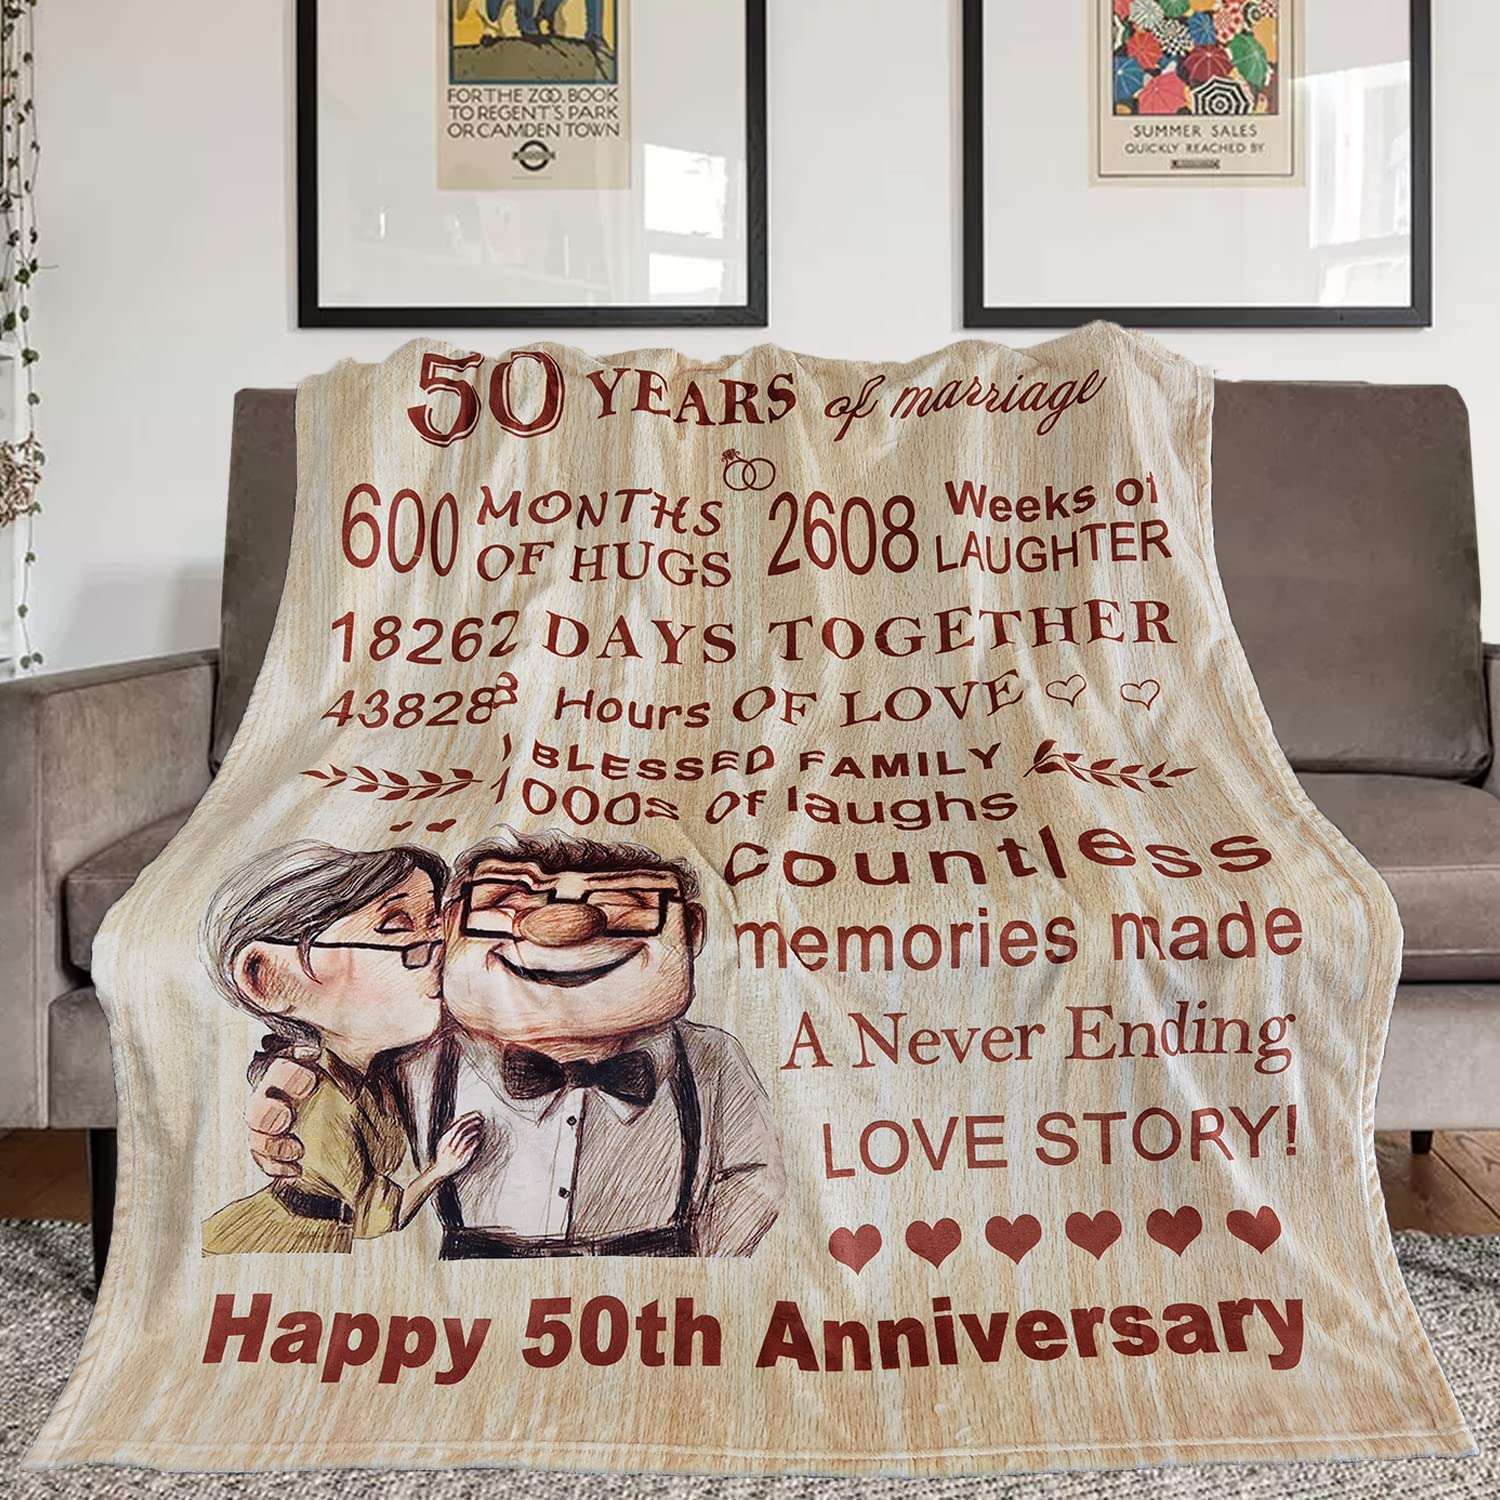 FOR THE ZOO, BOOK
TO REGENT'S PARK
OR CAMDEN TOWN
SUMMER SALES
QUICKLY REACHED BY
50 YEARS of marriage
600 MONTHS OF HUGS
2608 Weeks of LAUGHTER
18262 DAYS TOGETHER
438288 Hours OF LOVE
1 BLESSED FAMILY
1000s Of laughs
countless
memories made
A Never Ending
LOVE STORY!
Happy 50th Anniversary